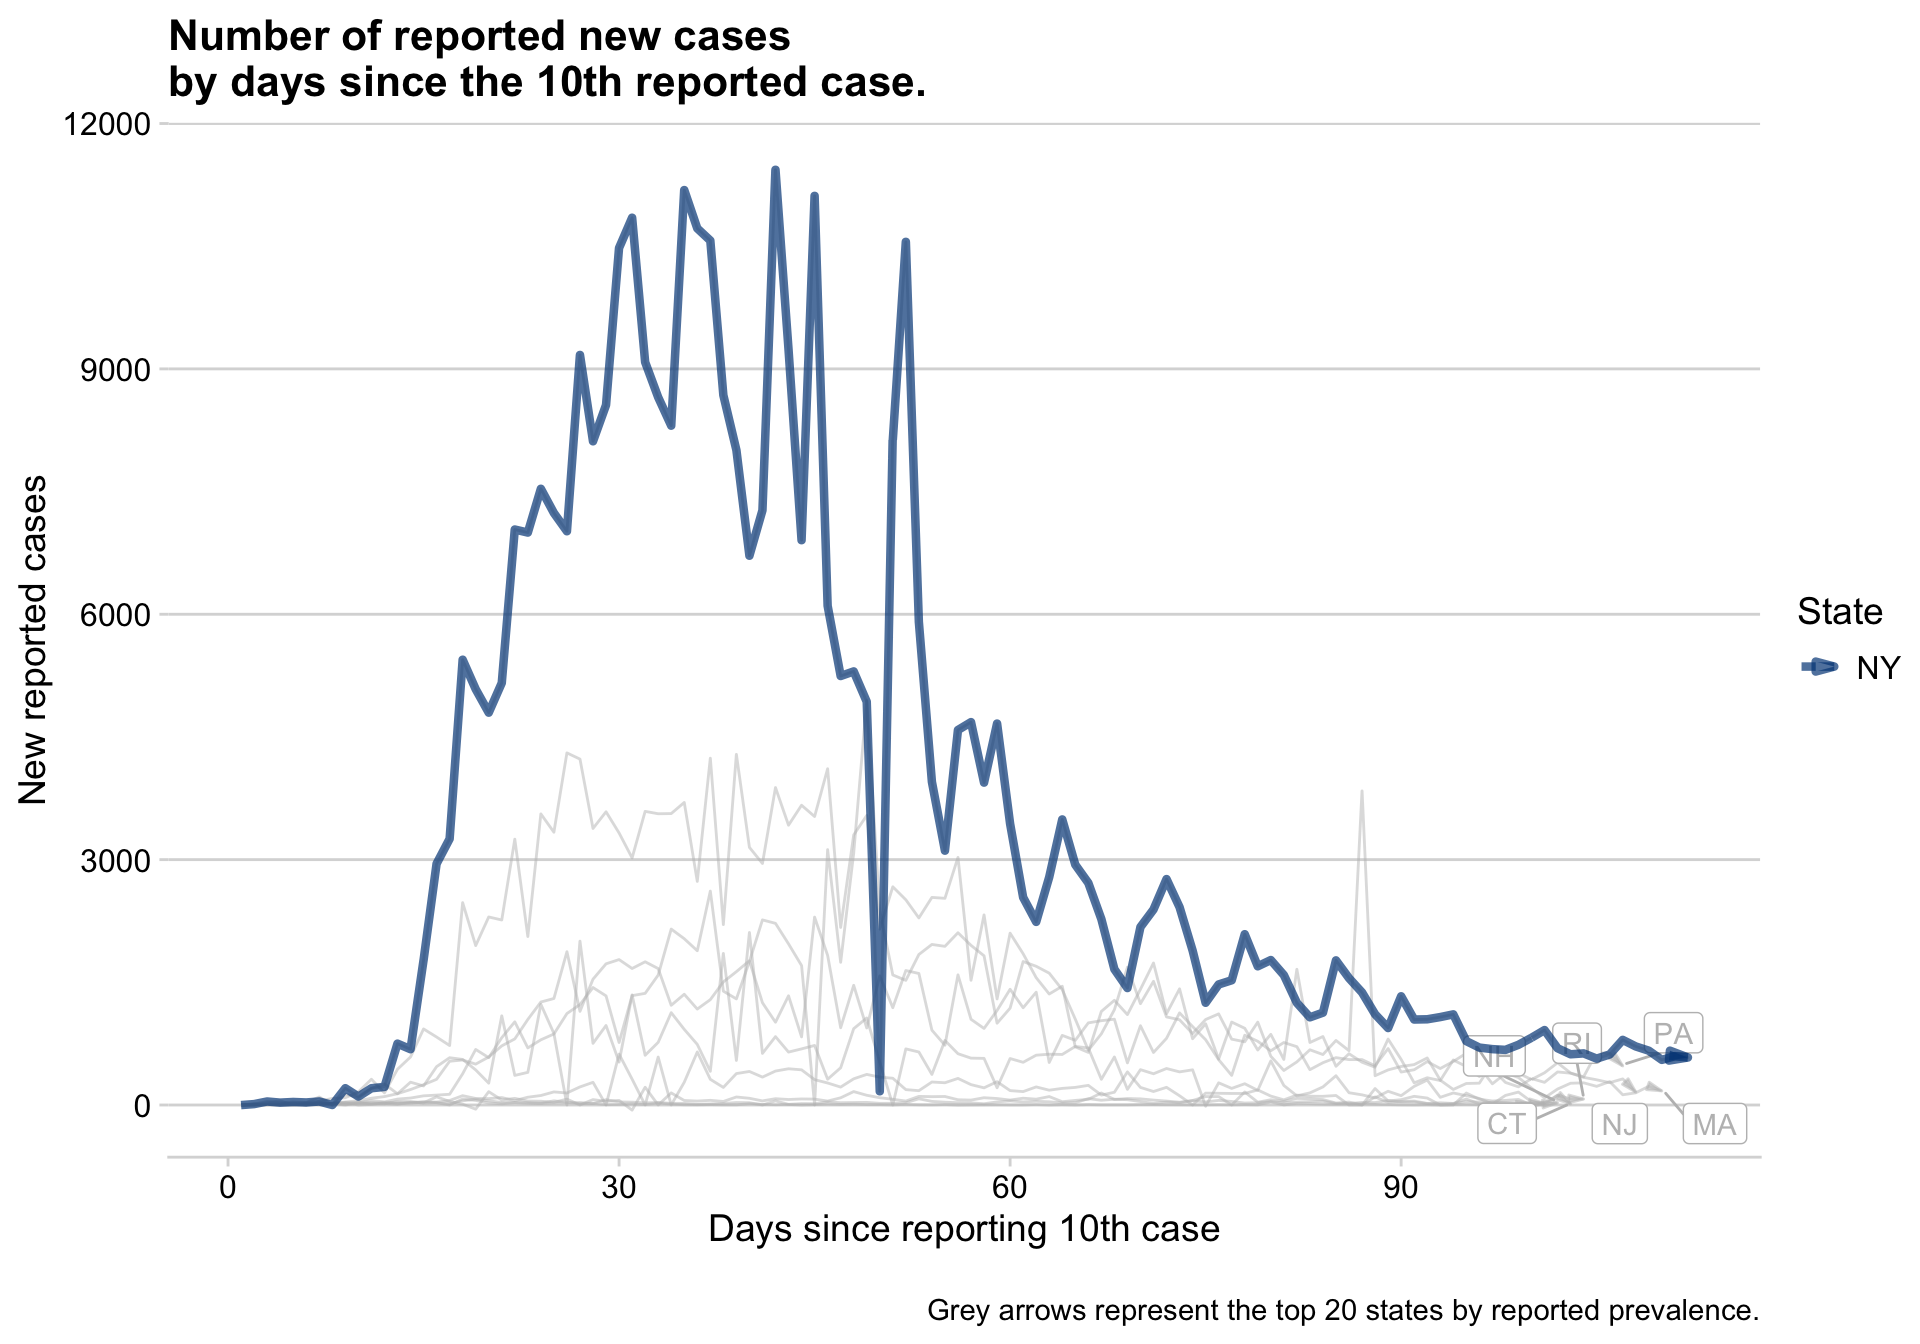 Number of reported new cases
by days since the 10th reported case.
12000
9000
6000
3000
0
New reported cases
0
30
60
90
Days since reporting 10th case
NH
RI
PA
CT
NJ
MA
State
NY
Grey arrows represent the top 20 states by reported prevalence.